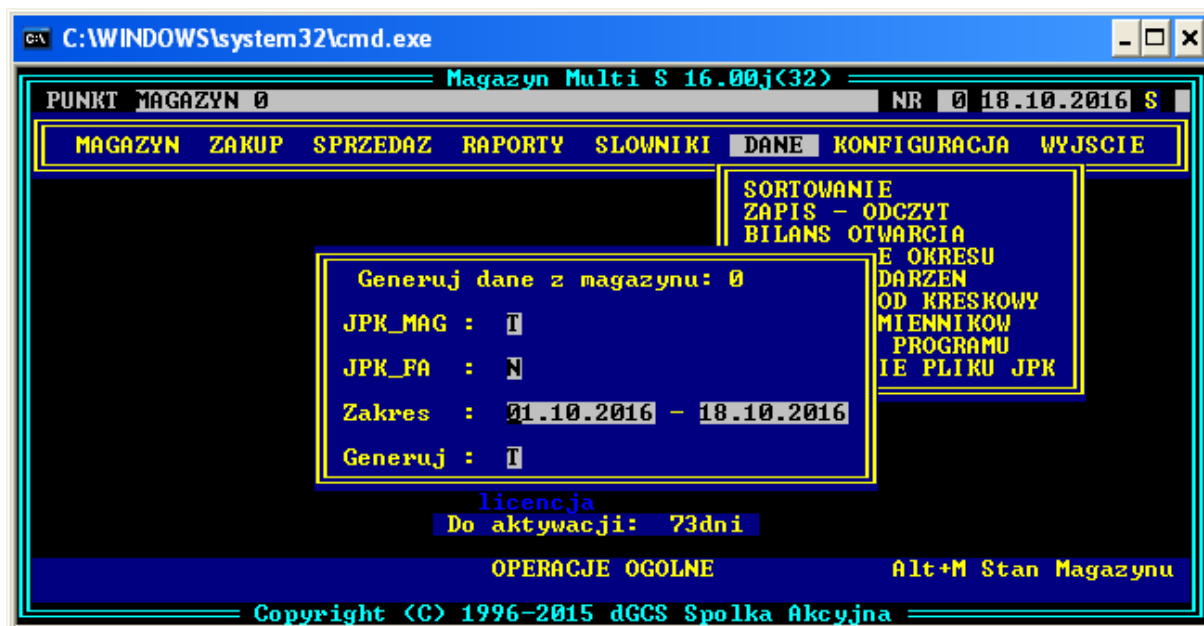 C:\WINDOWS\system32\cmd.exe
Magazyn Multi S 16.00j(32)
PUNKT MAGAZYN 0 NR 0 18.10.2016 S
MAGAZYN ZAKUP SPRZEDAZ RAPORTY SLOWNIKI DANE KONFIGURACJA WYJSCIE
SORTOWANIE
ZAPIS - ODCZYT
BILANS OTWARCIA
E OKRESU
DARZEN
OD KRESKOWY
MIENNIKOW
PROGRAMU
IE PLIKU JPK
Generuj dane z magazynu: 0
JPK_MAG : T
JPK_FA : N
Zakres : 01.10.2016 - 18.10.2016
Generuj : T
licencja
Do aktywacji: 73dni
OPERACJE OGOLNE Alt+M Stan Magazynu
Copyright (C) 1996-2015 dGCS Spolka Akcyjna